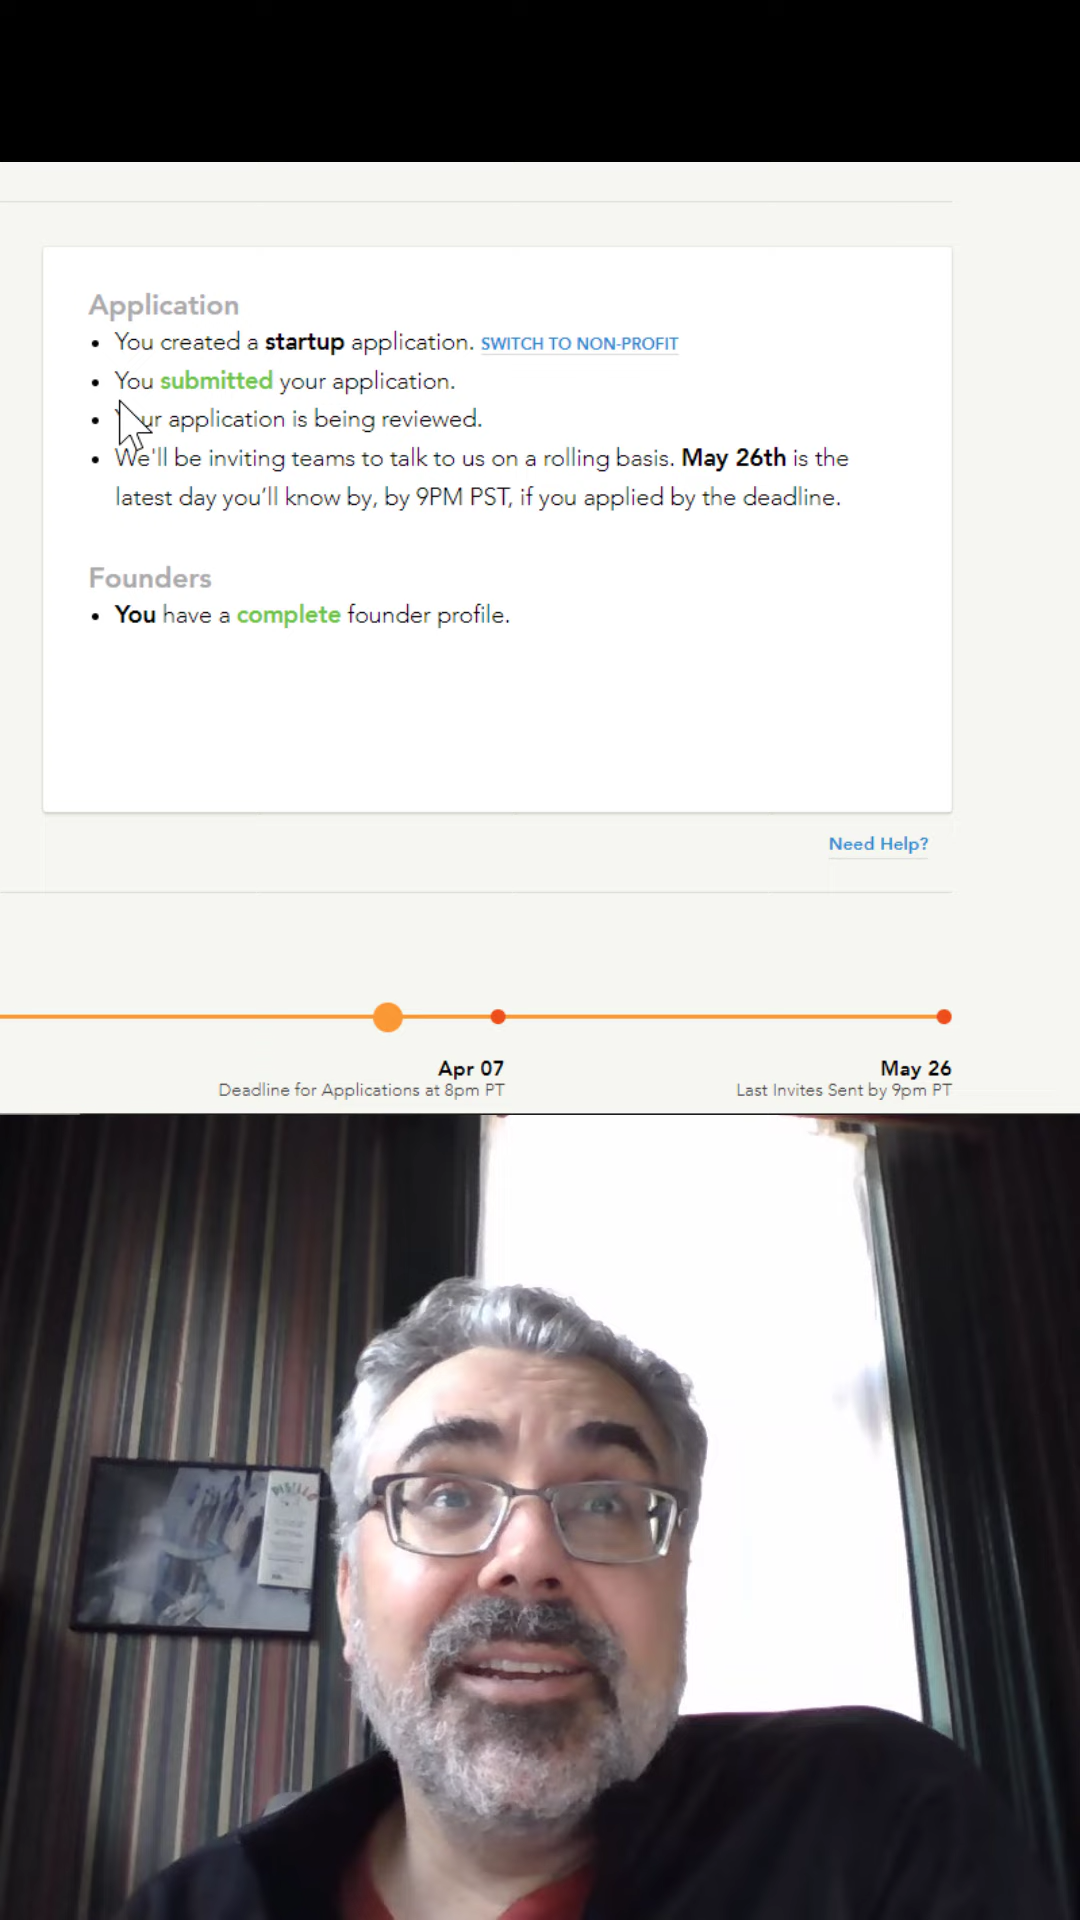 Application
You created a startup application. SWITCH TO NON-PROFIT
You submitted your application.
Your application is being reviewed.
We'll be inviting teams to talk to us on a rolling basis. May 26th is the
latest day you'll know by, by 9PM PST, if you applied by the deadline.
Founders
You have a complete founder profile.
Need Help?
Apr 07
Deadline for Applications at 8pm PT
May 26
Last Invites Sent by 9pm PT